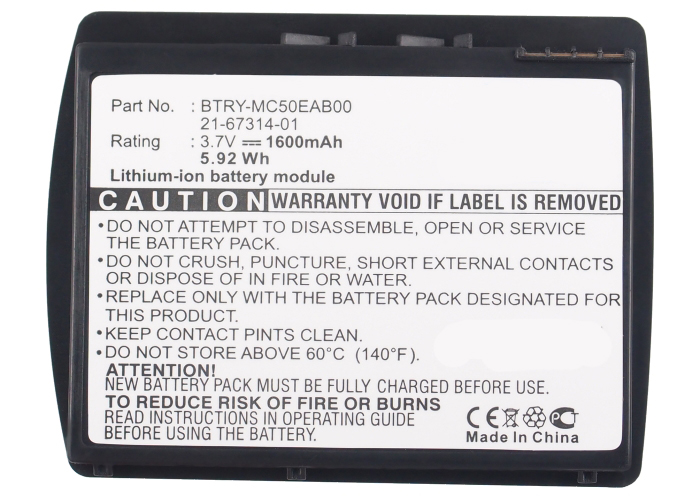 Part No. : BTRY-MC50EAB00
21-67314-01
Rating : 3.7V 1600mAh
5.92 Wh
Lithium-ion battery module
CAUTION WARRANTY VOID IF LABEL IS REMOVED
•DO NOT ATTEMPT TO DISASSEMBLE, OPEN OR SERVICE
THE BATTERY PACK.
•DO NOT CRUSH, PUNCTURE, SHORT EXTERNAL CONTACTS
OR DISPOSE OF IN FIRE OR WATER.
•REPLACE ONLY WITH THE BATTERY PACK DESIGNATED FOR
THIS PRODUCT.
•KEEP CONTACT PINTS CLEAN.
•DO NOT STORE ABOVE 60°C (140°F).
ATTENTION!
NEW BATTERY PACK MUST BE FULLY CHARGED BEFORE USE.
TO REDUCE RISK OF FIRE OR BURNS
READ INSTRUCTIONS IN OPERATING GUIDE
BEFORE USING BATTERY.
CE PCT
Made In China